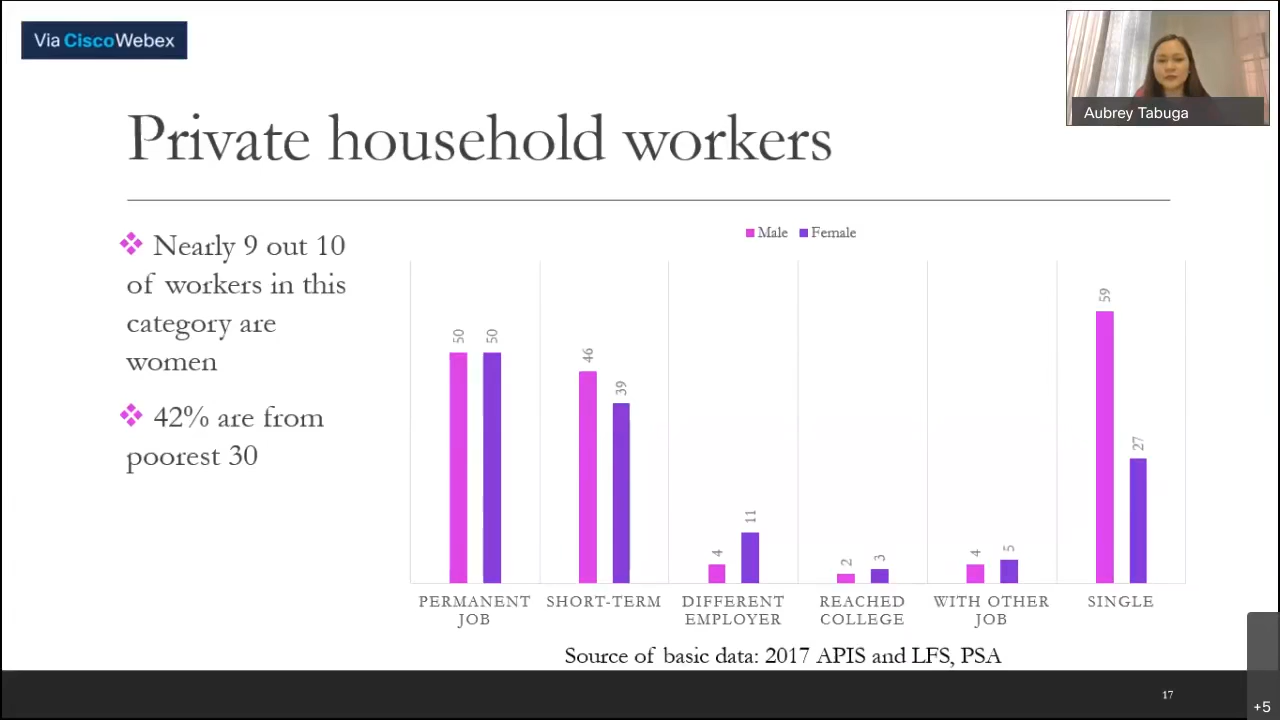 Via CiscoWebex
Aubrey Tabuga
Private household workers
❖ Nearly 9 out 10
of workers in this
category are
women
❖ 42% are from
poorest 30
Male Female
50 50 46 39 4 11 2 3 4 5 59 27
PERMANENT JOB
SHORT-TERM
DIFFERENT EMPLOYER
REACHED COLLEGE
WITH OTHER JOB
SINGLE
Source of basic data: 2017 APIS and LFS, PSA
17
+5